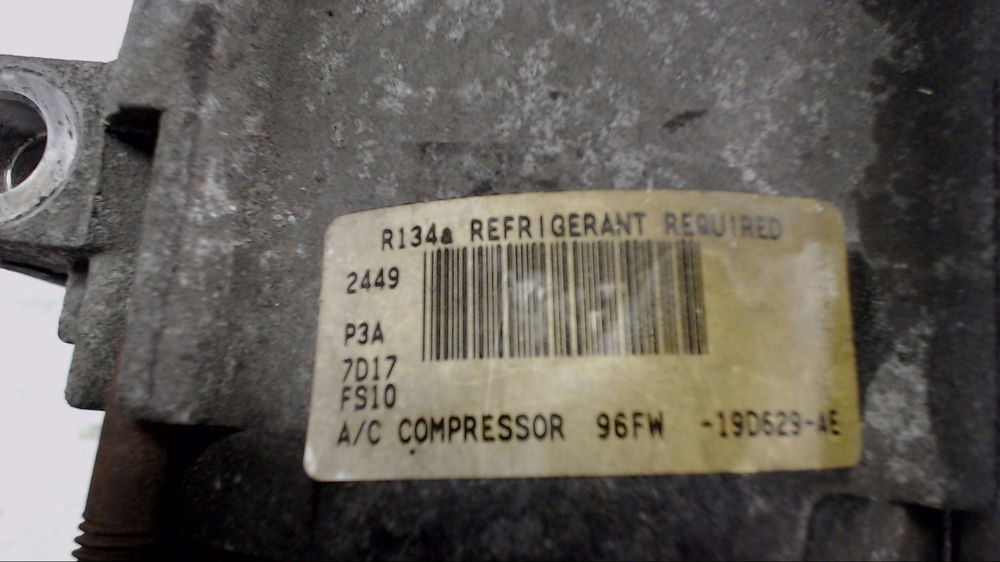 R134a REFRIGERANT REQUIRED
2449
P3A
7D17
FS10
A/C COMPRESSOR 96FW -19D629-AE